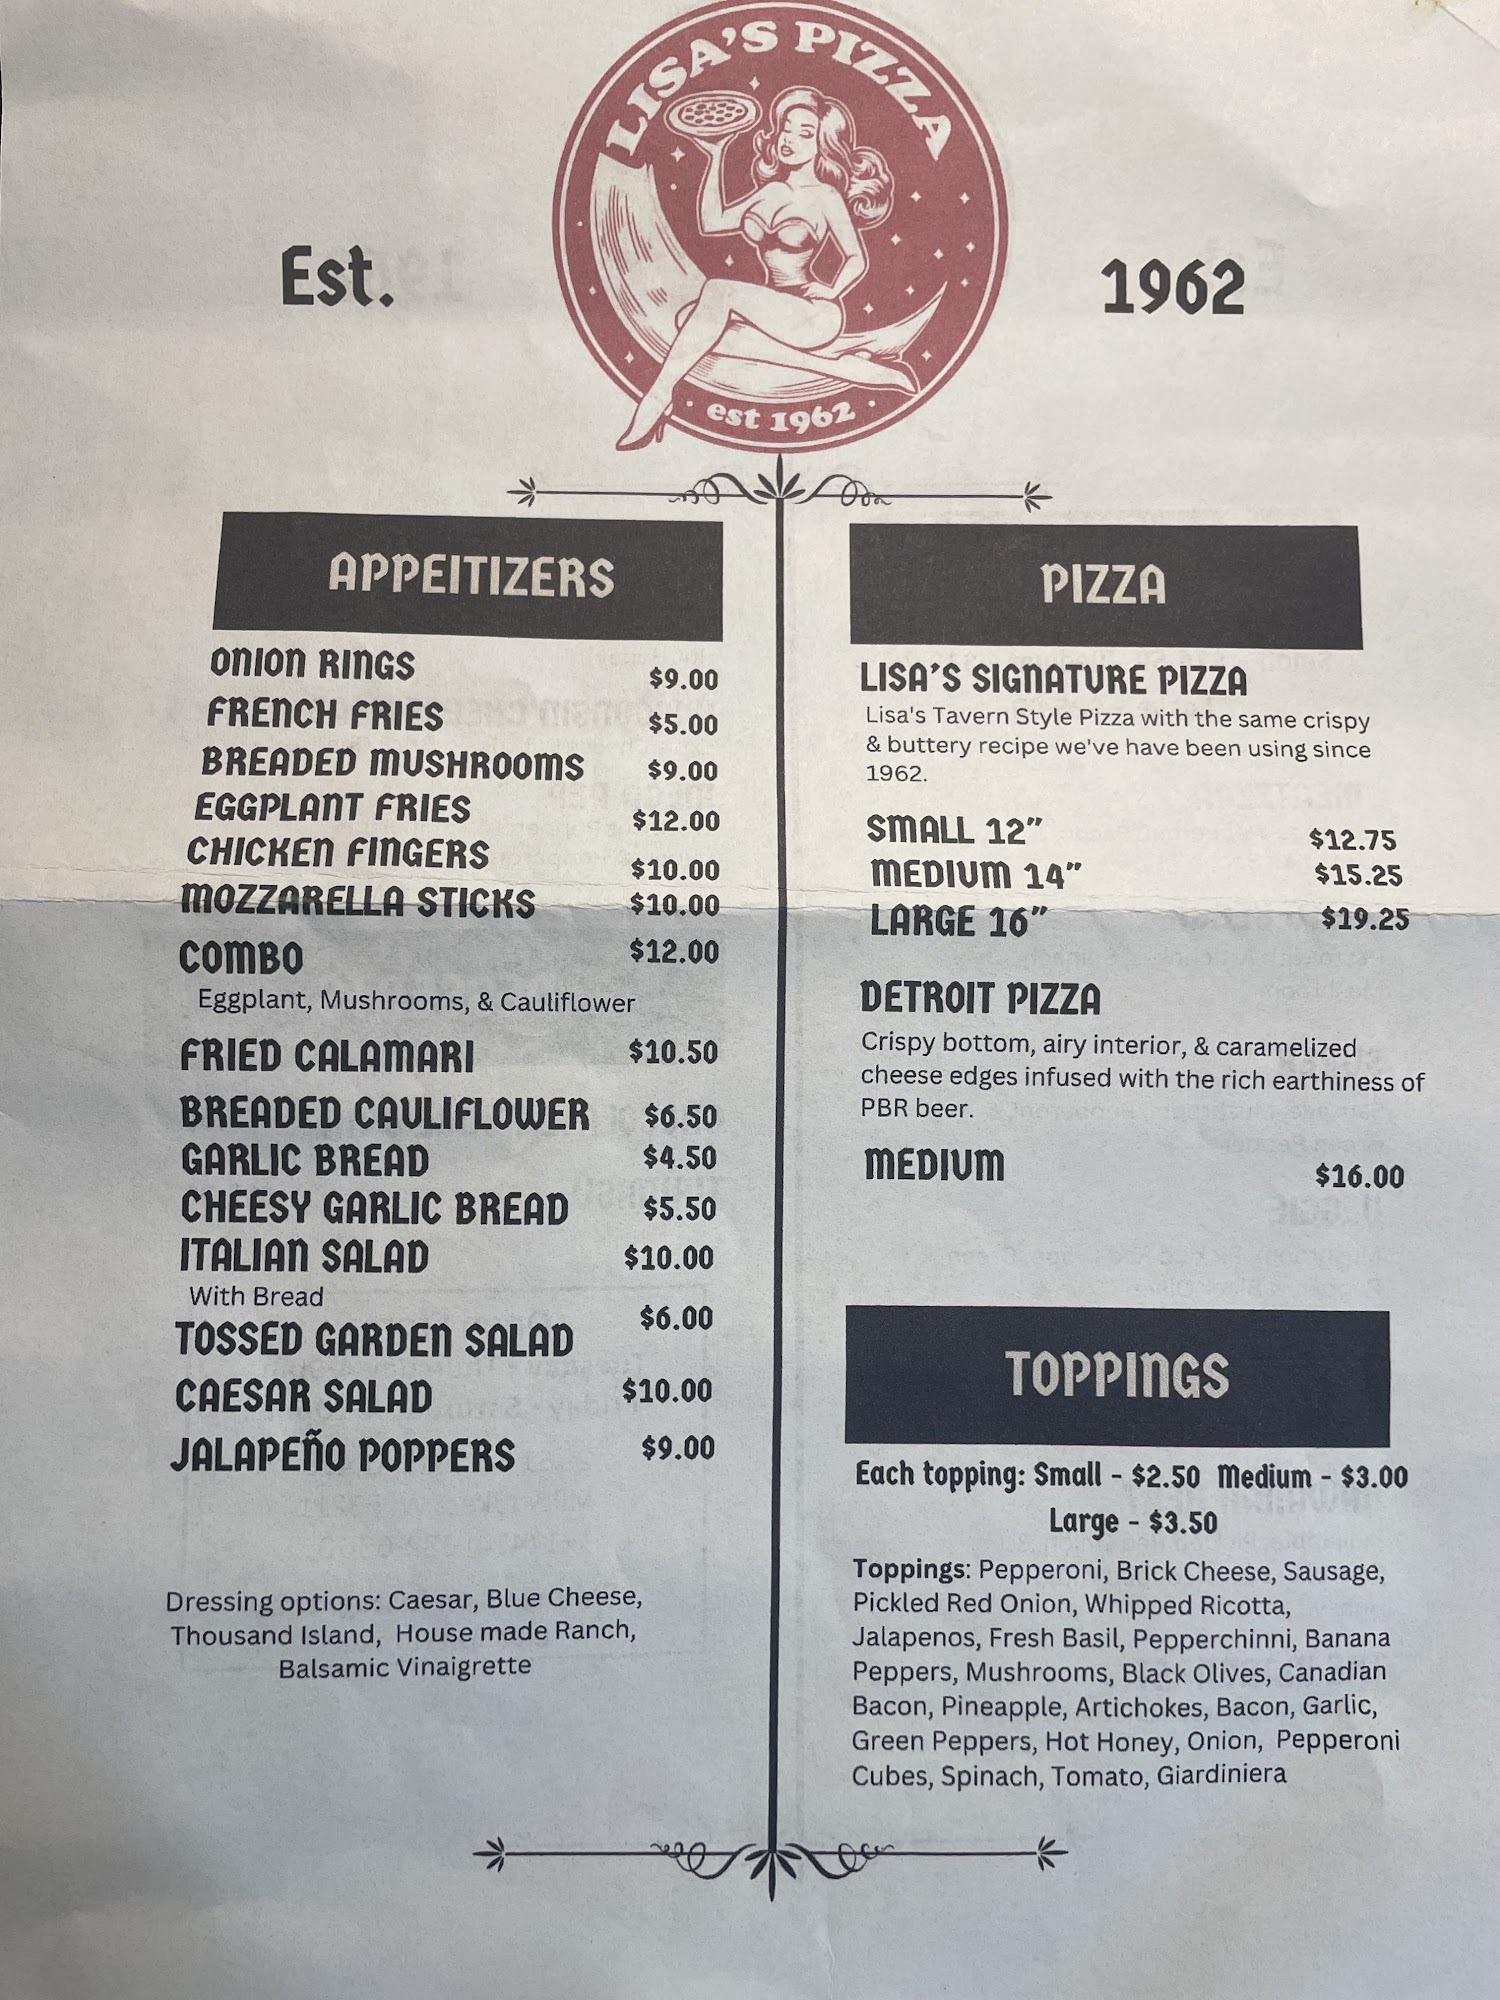 LISA'S PIZZA
est 1962
Est.
1962
APPEITIZERS
ONION RINGS $9.00
FRENCH FRIES $5.00
BREADED MUSHROOMS $9.00
EGGPLANT FRIES $12.00
CHICKEN FINGERS $10.00
MOZZARELLA STICKS $10.00
COMBO $12.00
Eggplant, Mushrooms, & Cauliflower
FRIED CALAMARI $10.50
BREADED CAULIFLOWER $6.50
GARLIC BREAD $4.50
CHEESY GARLIC BREAD $5.50
ITALIAN SALAD $10.00
With Bread
TOSSED GARDEN SALAD $6.00
CAESAR SALAD $10.00
JALAPEÑO POPPERS $9.00
Dressing options: Caesar, Blue Cheese,
Thousand Island, House made Ranch,
Balsamic Vinaigrette
PIZZA
LISA'S SIGNATURE PIZZA
Lisa's Tavern Style Pizza with the same crispy
& buttery recipe we've have been using since
1962.
SMALL 12" $12.75
MEDIUM 14" $15.25
LARGE 16" $19.25
DETROIT PIZZA
Crispy bottom, airy interior, & caramelized
cheese edges infused with the rich earthiness of
PBR beer.
MEDIUM $16.00
TOPPINGS
Each topping: Small - $2.50 Medium - $3.00
Large - $3.50
Toppings: Pepperoni, Brick Cheese, Sausage,
Pickled Red Onion, Whipped Ricotta,
Jalapenos, Fresh Basil, Pepperchinni, Banana
Peppers, Mushrooms, Black Olives, Canadian
Bacon, Pineapple, Artichokes, Bacon, Garlic,
Green Peppers, Hot Honey, Onion, Pepperoni
Cubes, Spinach, Tomato, Giardiniera